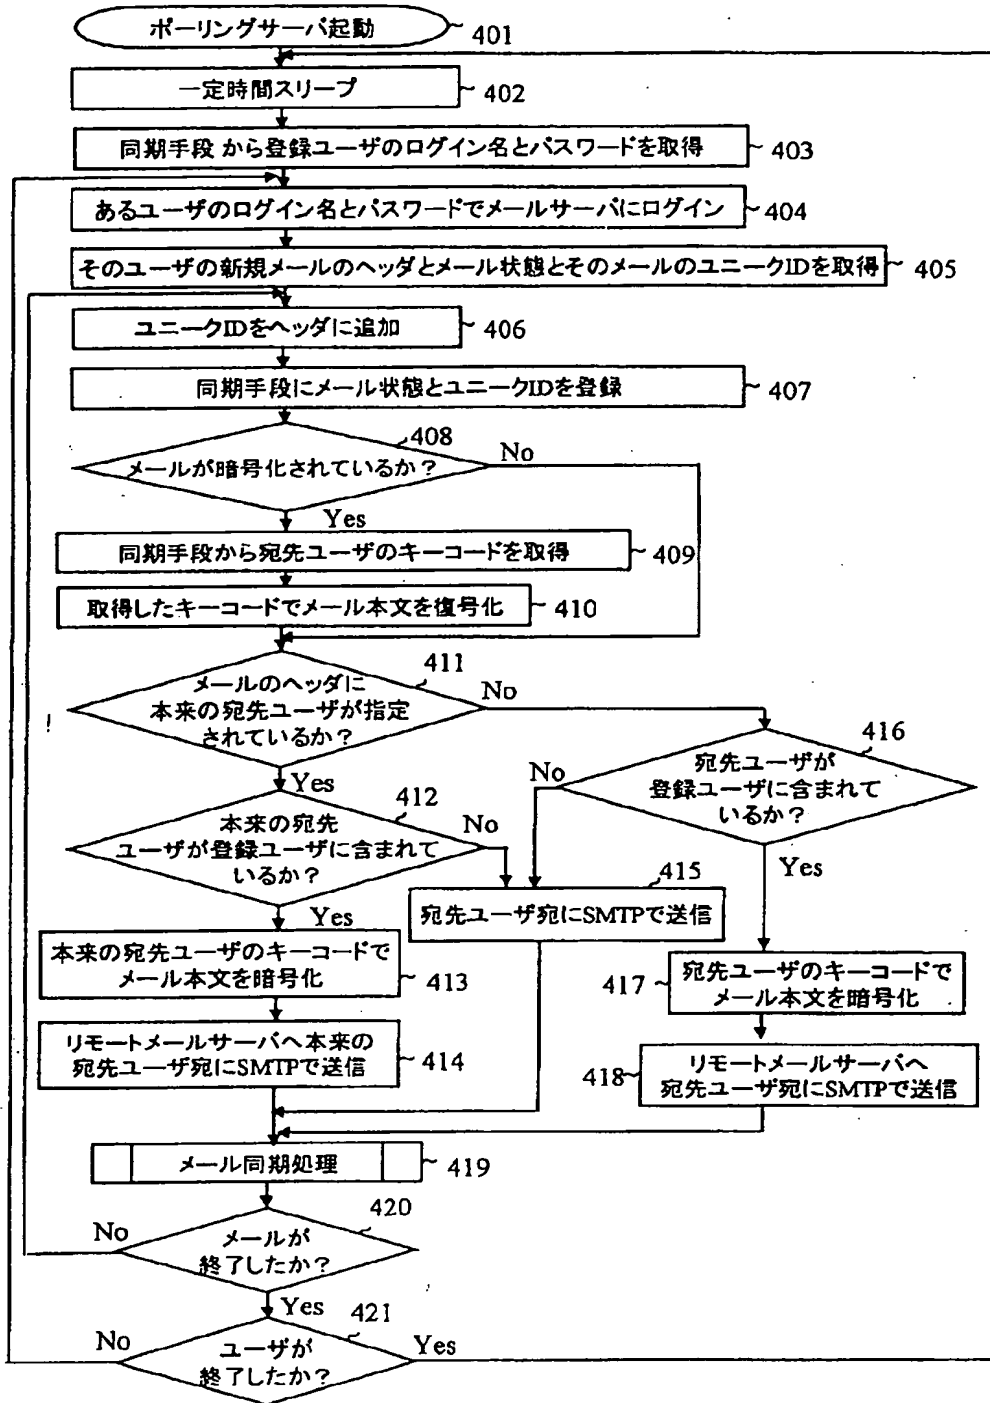 ポーリングサーバ起動
401
一定時間スリープ
402
同期手段 から登録ユーザのログイン名とパスワードを取得
403
あるユーザのログイン名とパスワードでメールサーバにログイン
404
そのユーザの新規メールのヘッダとメール状態とそのメールのユニークIDを取得
405
ユニークIDをヘッダに追加
406
同期手段にメール状態とユニークIDを登録
407
408
メールが暗号化されているか？
No
Yes
同期手段から宛先ユーザのキーコードを取得
409
取得したキーコードでメール本文を復号化
410
411
メールのヘッダに
本来の宛先ユーザが指定
されているか？
No
Yes
416
宛先ユーザが
登録ユーザに含まれて
いるか？
No
Yes
412
本来の宛先
ユーザが登録ユーザに含まれて
いるか？
No
Yes
415
宛先ユーザ宛にSMTPで送信
本来の宛先ユーザのキーコードで
メール本文を暗号化
413
417
宛先ユーザのキーコードで
メール本文を暗号化
リモートメールサーバへ本来の
宛先ユーザ宛にSMTPで送信
414
418
リモートメールサーバへ
宛先ユーザ宛にSMTPで送信
メール同期処理
419
420
メールが
終了したか？
No
Yes
421
ユーザが
終了したか？
No
Yes